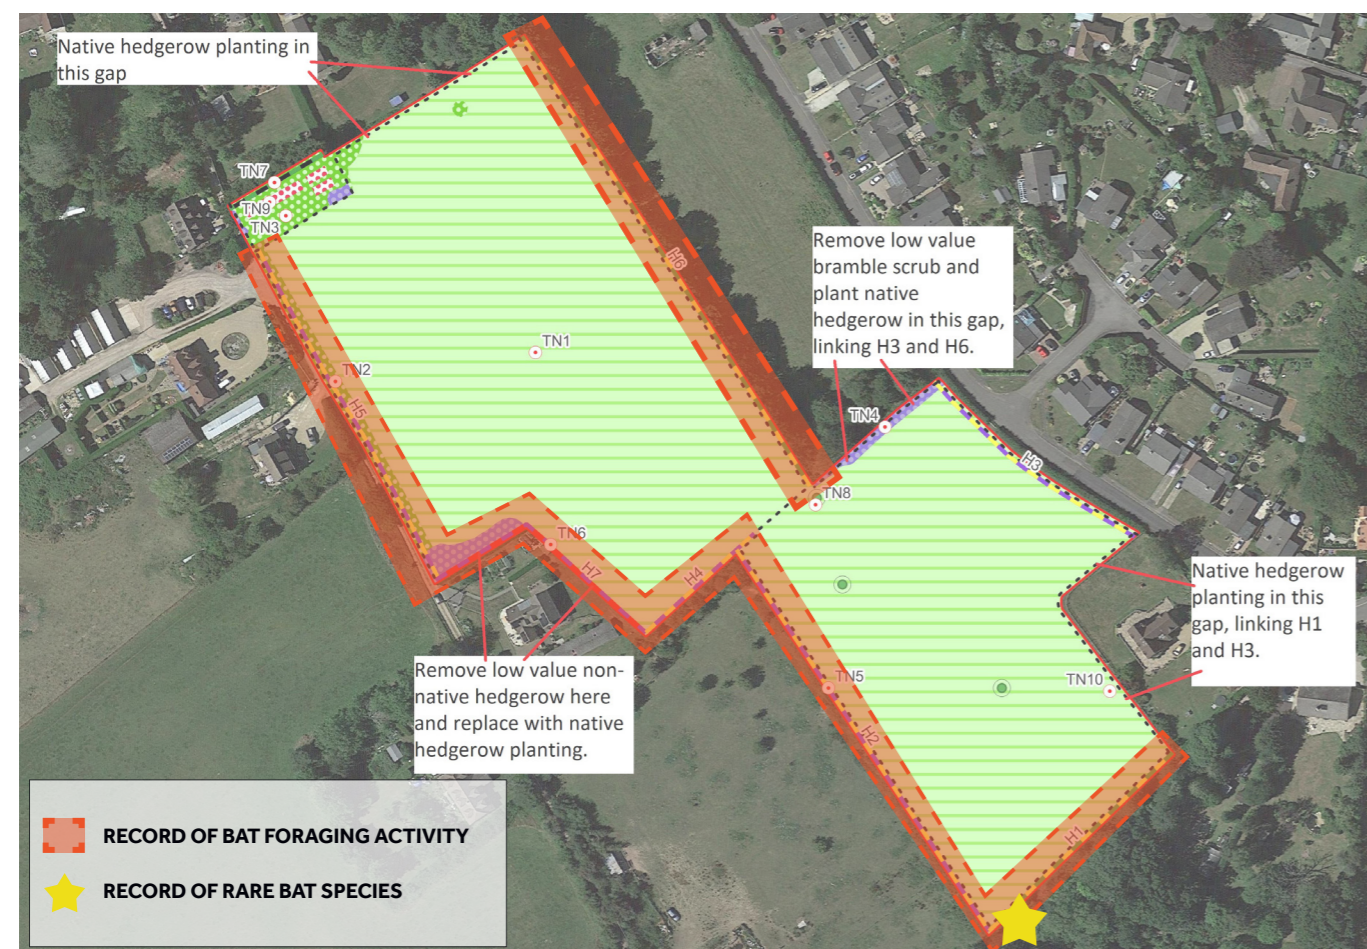 Native hedgerow planting in
this gap
TN7
TN9
TN3
H6
Remove low value
bramble scrub and
plant native
hedgerow in this gap,
linking H3 and H6.
TN1
TN2
H5
TN4
H3
TN8
TN6
H7
H4
Native hedgerow
planting in this
gap, linking H1
and H3.
TN10
TN5
H2
H1
Remove low value non-
native hedgerow here
and replace with native
hedgerow planting.
RECORD OF BAT FORAGING ACTIVITY
RECORD OF RARE BAT SPECIES